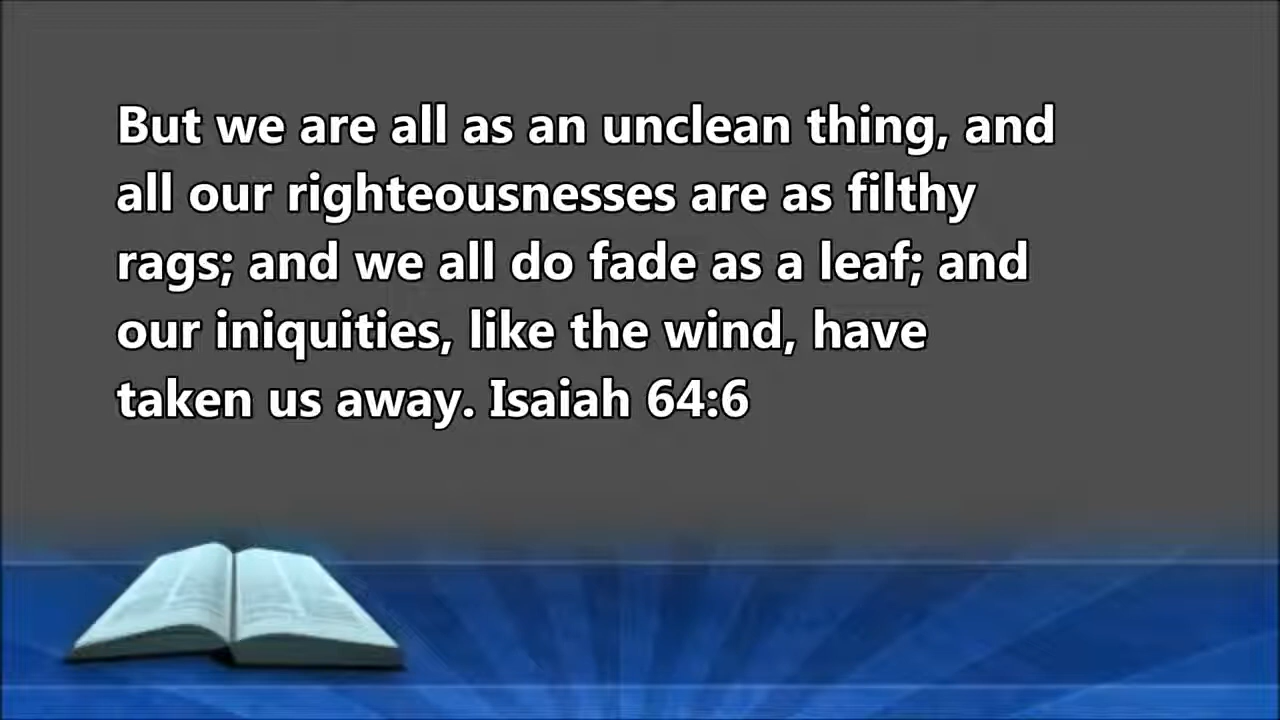 But we are all as an unclean thing, and
all our righteousnesses are as filthy
rags; and we all do fade as a leaf; and
our iniquities, like the wind, have
taken us away. Isaiah 64:6